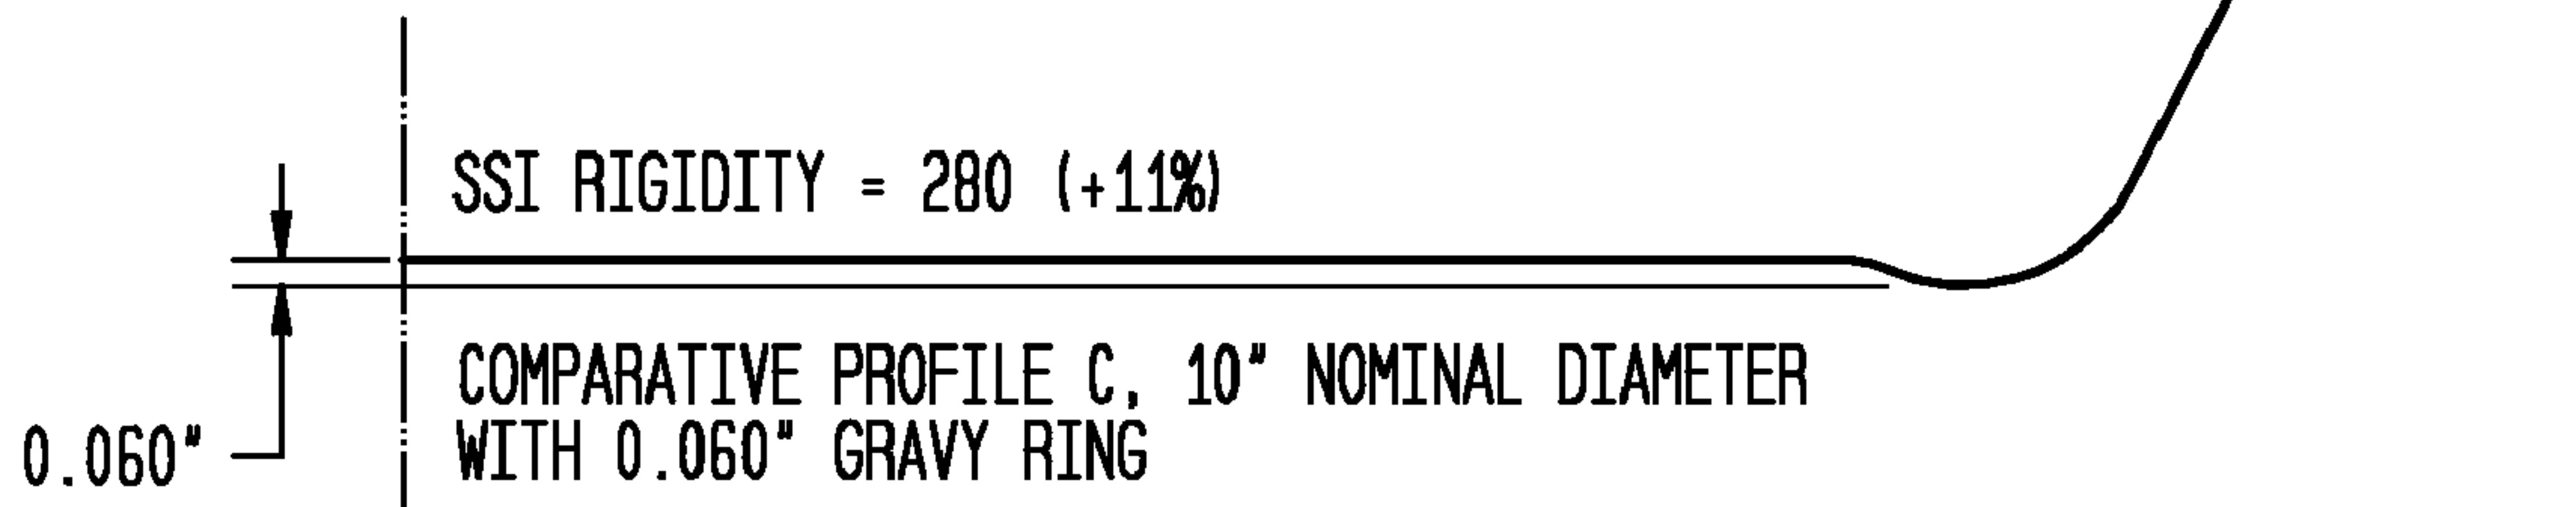 SSI RIGIDITY = 280 (+11%)
COMPARATIVE PROFILE C, 10" NOMINAL DIAMETER
WITH 0.060" GRAVY RING
0.060"